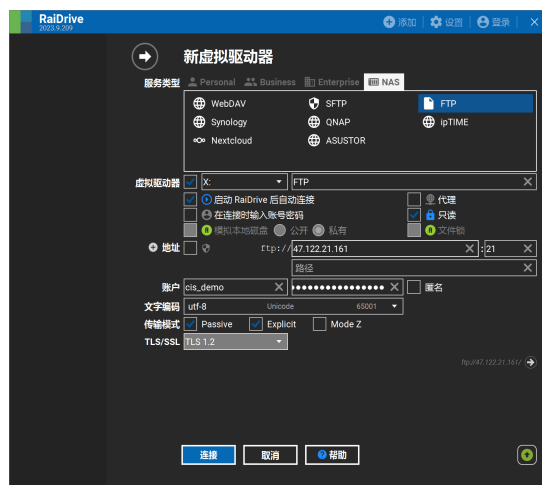 RaiDrive
2023.9.209
添加 设置 登录
新虚拟驱动器
服务类型 Personal Business Enterprise NAS
WebDAV SFTP FTP
Synology QNAP ipTIME
Nextcloud ASUSTOR
虚拟驱动器 X: FTP
启动 RaiDrive 后自动连接 代理
在连接时输入账号密码 只读
模拟本地磁盘 公开 私有 文件锁
地址 ftp:// 47.122.21.161 : 21
路径
账户 cis_demo •••••••••••••••• 匿名
文字编码 utf-8 Unicode 65001
传输模式 Passive Explicit Mode Z
TLS/SSL TLS 1.2
ftp://47.122.21.161/
连接 取消 帮助